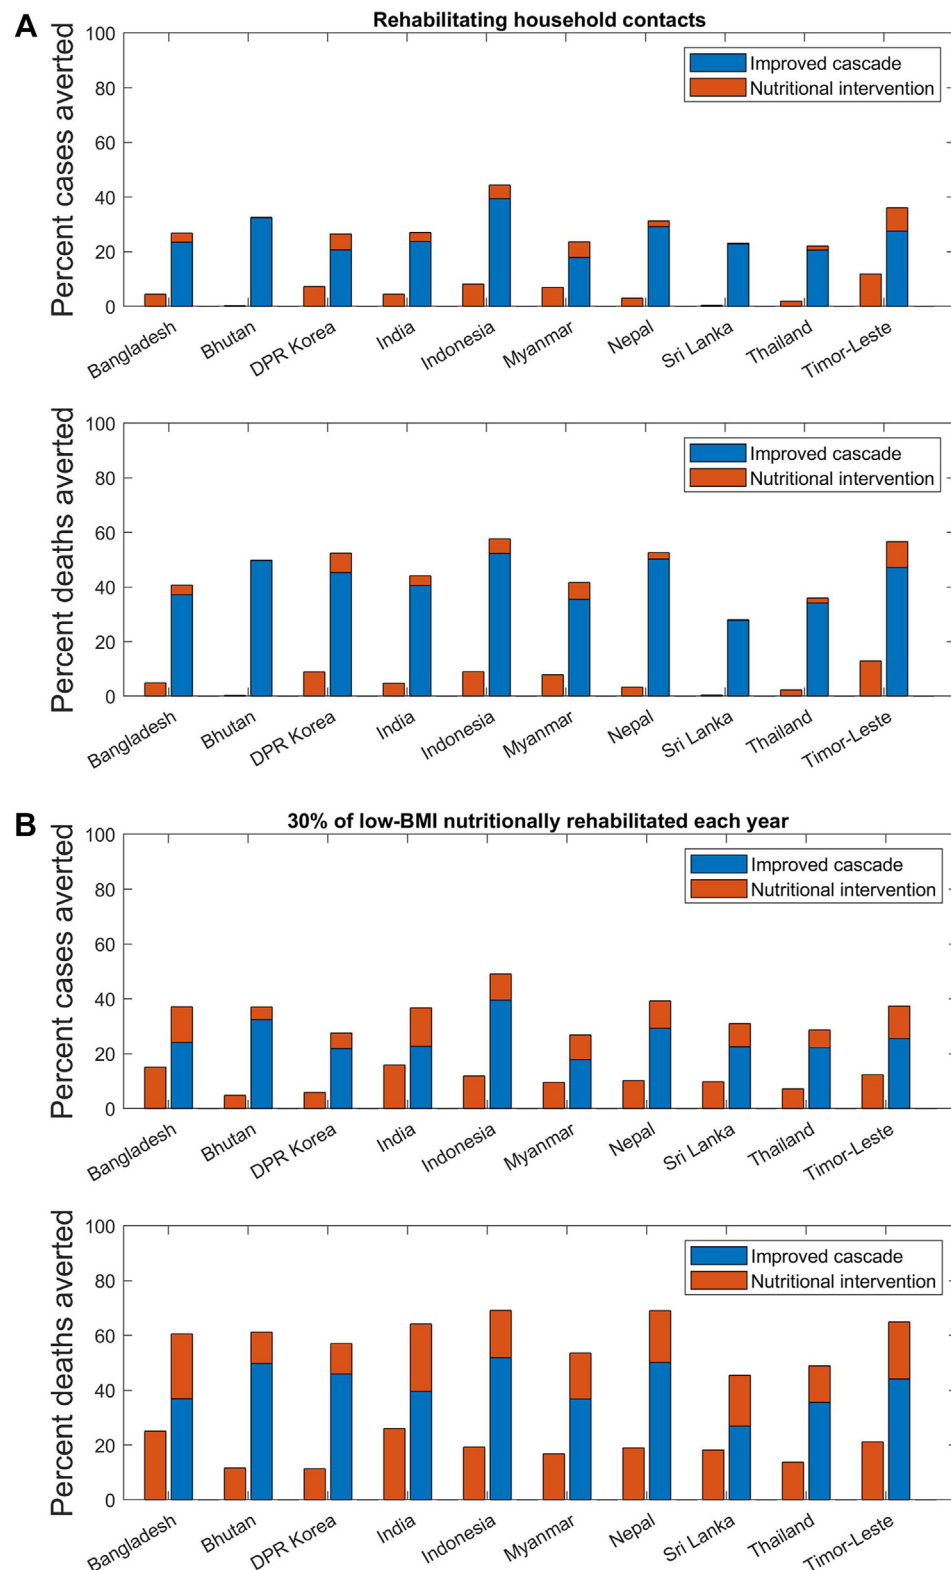 A
Rehabilitating household contacts
Percent cases averted
100
80
60
40
20
0
Improved cascade
Nutritional intervention
Bangladesh
Bhutan
DPR Korea
India
Indonesia
Myanmar
Nepal
Sri Lanka
Thailand
Timor-Leste
Percent deaths averted
100
80
60
40
20
0
Improved cascade
Nutritional intervention
Bangladesh
Bhutan
DPR Korea
India
Indonesia
Myanmar
Nepal
Sri Lanka
Thailand
Timor-Leste
B
30% of low-BMI nutritionally rehabilitated each year
Percent cases averted
100
80
60
40
20
0
Improved cascade
Nutritional intervention
Bangladesh
Bhutan
DPR Korea
India
Indonesia
Myanmar
Nepal
Sri Lanka
Thailand
Timor-Leste
Percent deaths averted
100
80
60
40
20
0
Improved cascade
Nutritional intervention
Bangladesh
Bhutan
DPR Korea
India
Indonesia
Myanmar
Nepal
Sri Lanka
Thailand
Timor-Leste